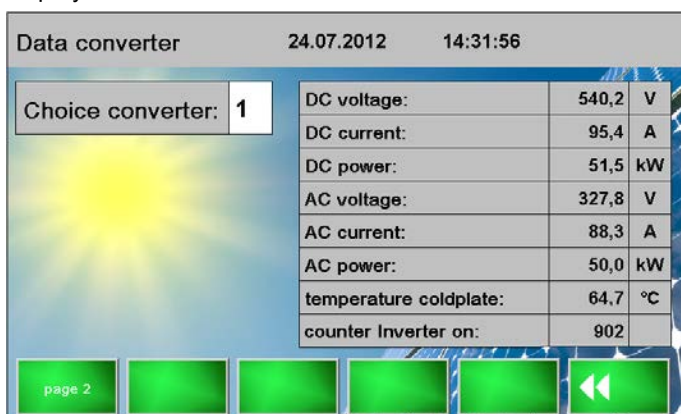 Data converter 24.07.2012 14:31:56
Choice converter: 1
DC voltage: 540,2 V
DC current: 95,4 A
DC power: 51,5 kW
AC voltage: 327,8 V
AC current: 88,3 A
AC power: 50,0 kW
temperature coldplate: 64,7 °C
counter Inverter on: 902
page 2